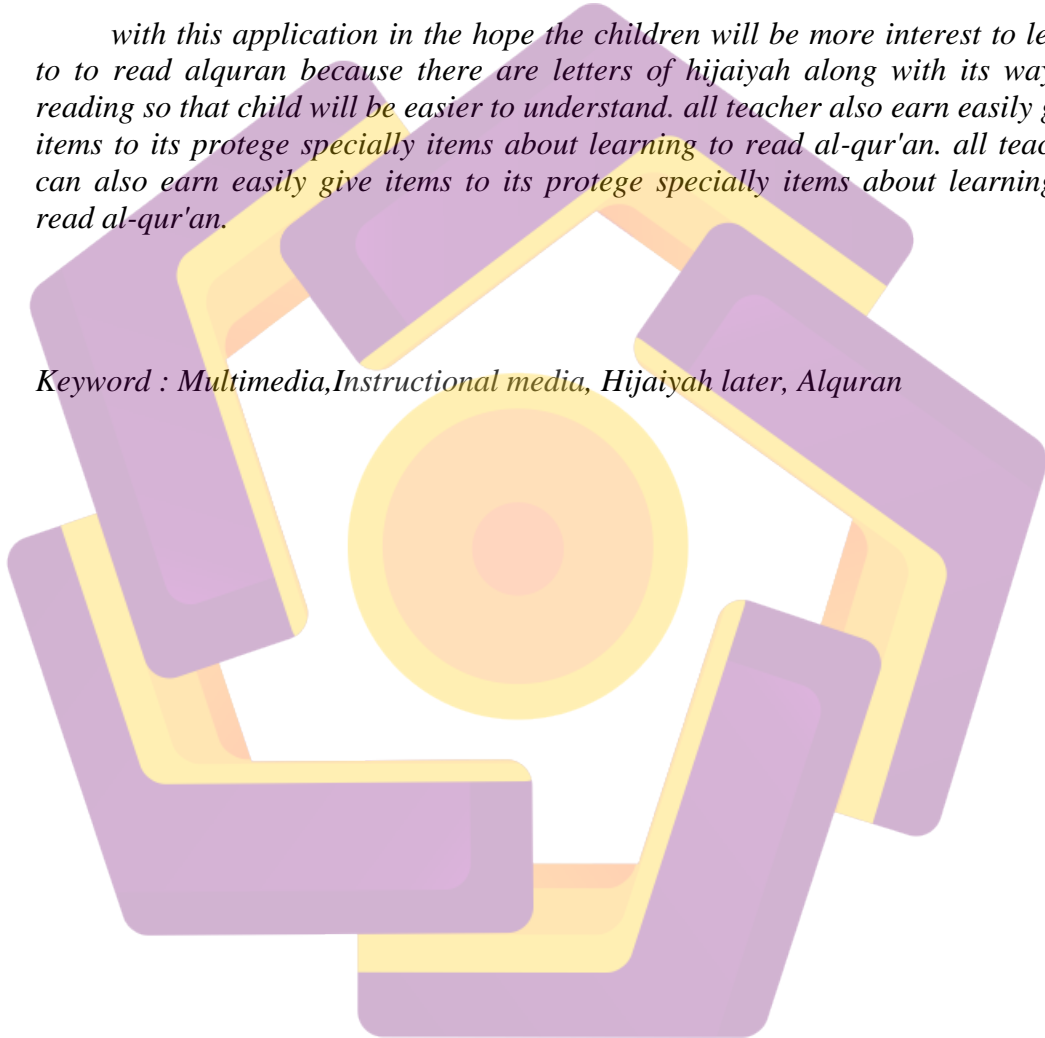 with this application in the hope the children will be more interest to le
to to read alquran because there are letters of hijaiyah along with its way
reading so that child will be easier to understand. all teacher also earn easily g
items to its protege specially items about learning to read al-qur'an. all teac
can also earn easily give items to its protege specially items about learning
read al-qur'an.
Keyword : Multimedia,Instructional media, Hijaiyah later, Alquran